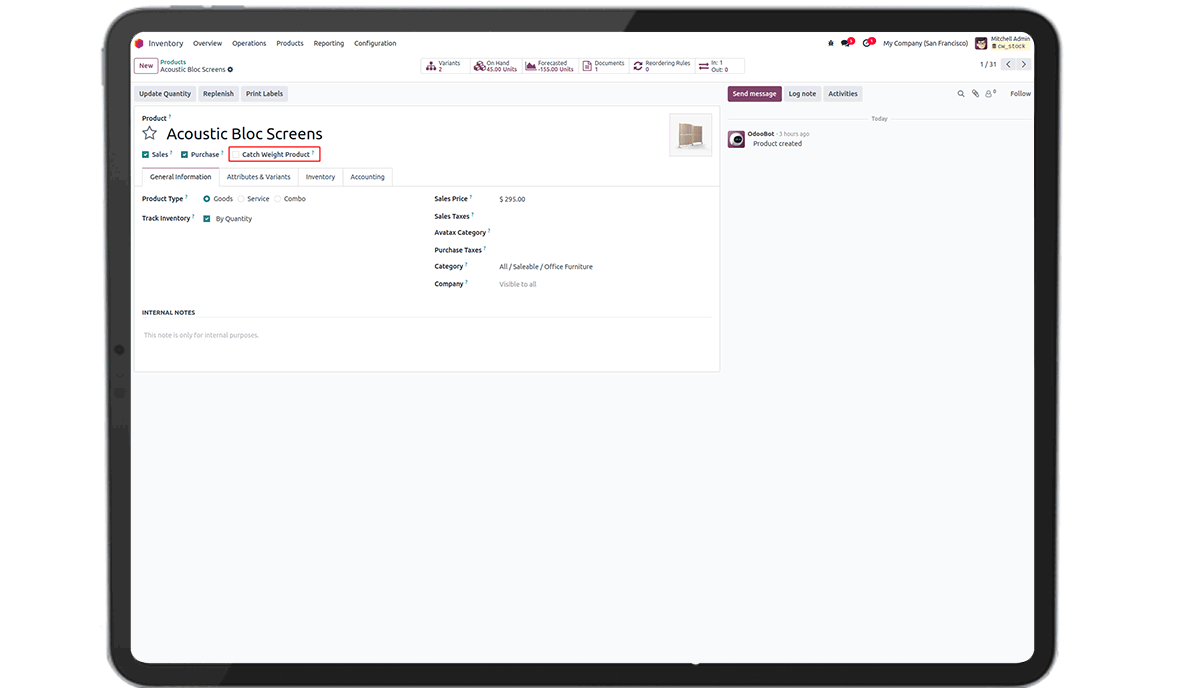 Inventory Overview Operations Products Reporting Configuration
My Company (San Francisco) Mitchell Admin
cw_stock
New Products
Acoustic Bloc Screens
Variants 2
On Hand 45.00 Units
Forecasted -155.00 Units
Documents 1
Reordering Rules 0
In: 1
Out: 0
1 / 31
Update Quantity Replenish Print Labels
Send message Log note Activities
0 Follow
Product ?
Acoustic Bloc Screens
Sales ? Purchase ? Catch Weight Product ?
General Information Attributes & Variants Inventory Accounting
Product Type ? Goods Service Combo
Track Inventory ? By Quantity
Sales Price ? $ 295.00
Sales Taxes ?
Avatax Category ?
Purchase Taxes ?
Category ? All / Saleable / Office Furniture
Company ? Visible to all
INTERNAL NOTES
This note is only for internal purposes.
Today
OdooBot - 3 hours ago
Product created